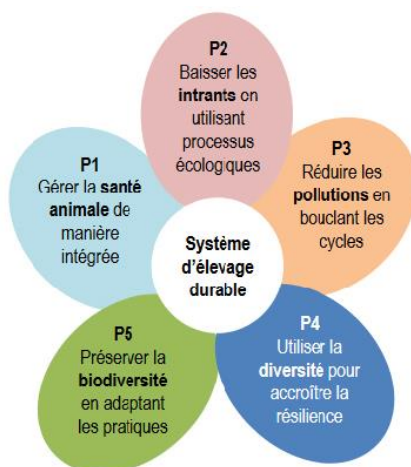 P2
Baisser les
intrants en
utilisant
processus
écologiques
P1
Gérer la santé
animale de
manière
intégrée
P3
Réduire les
pollutions en
bouclant les
cycles
Système
d'élevage
durable
P5
Préserver la
biodiversité
en adaptant
les pratiques
P4
Utiliser la
diversité pour
accroître la
résilience